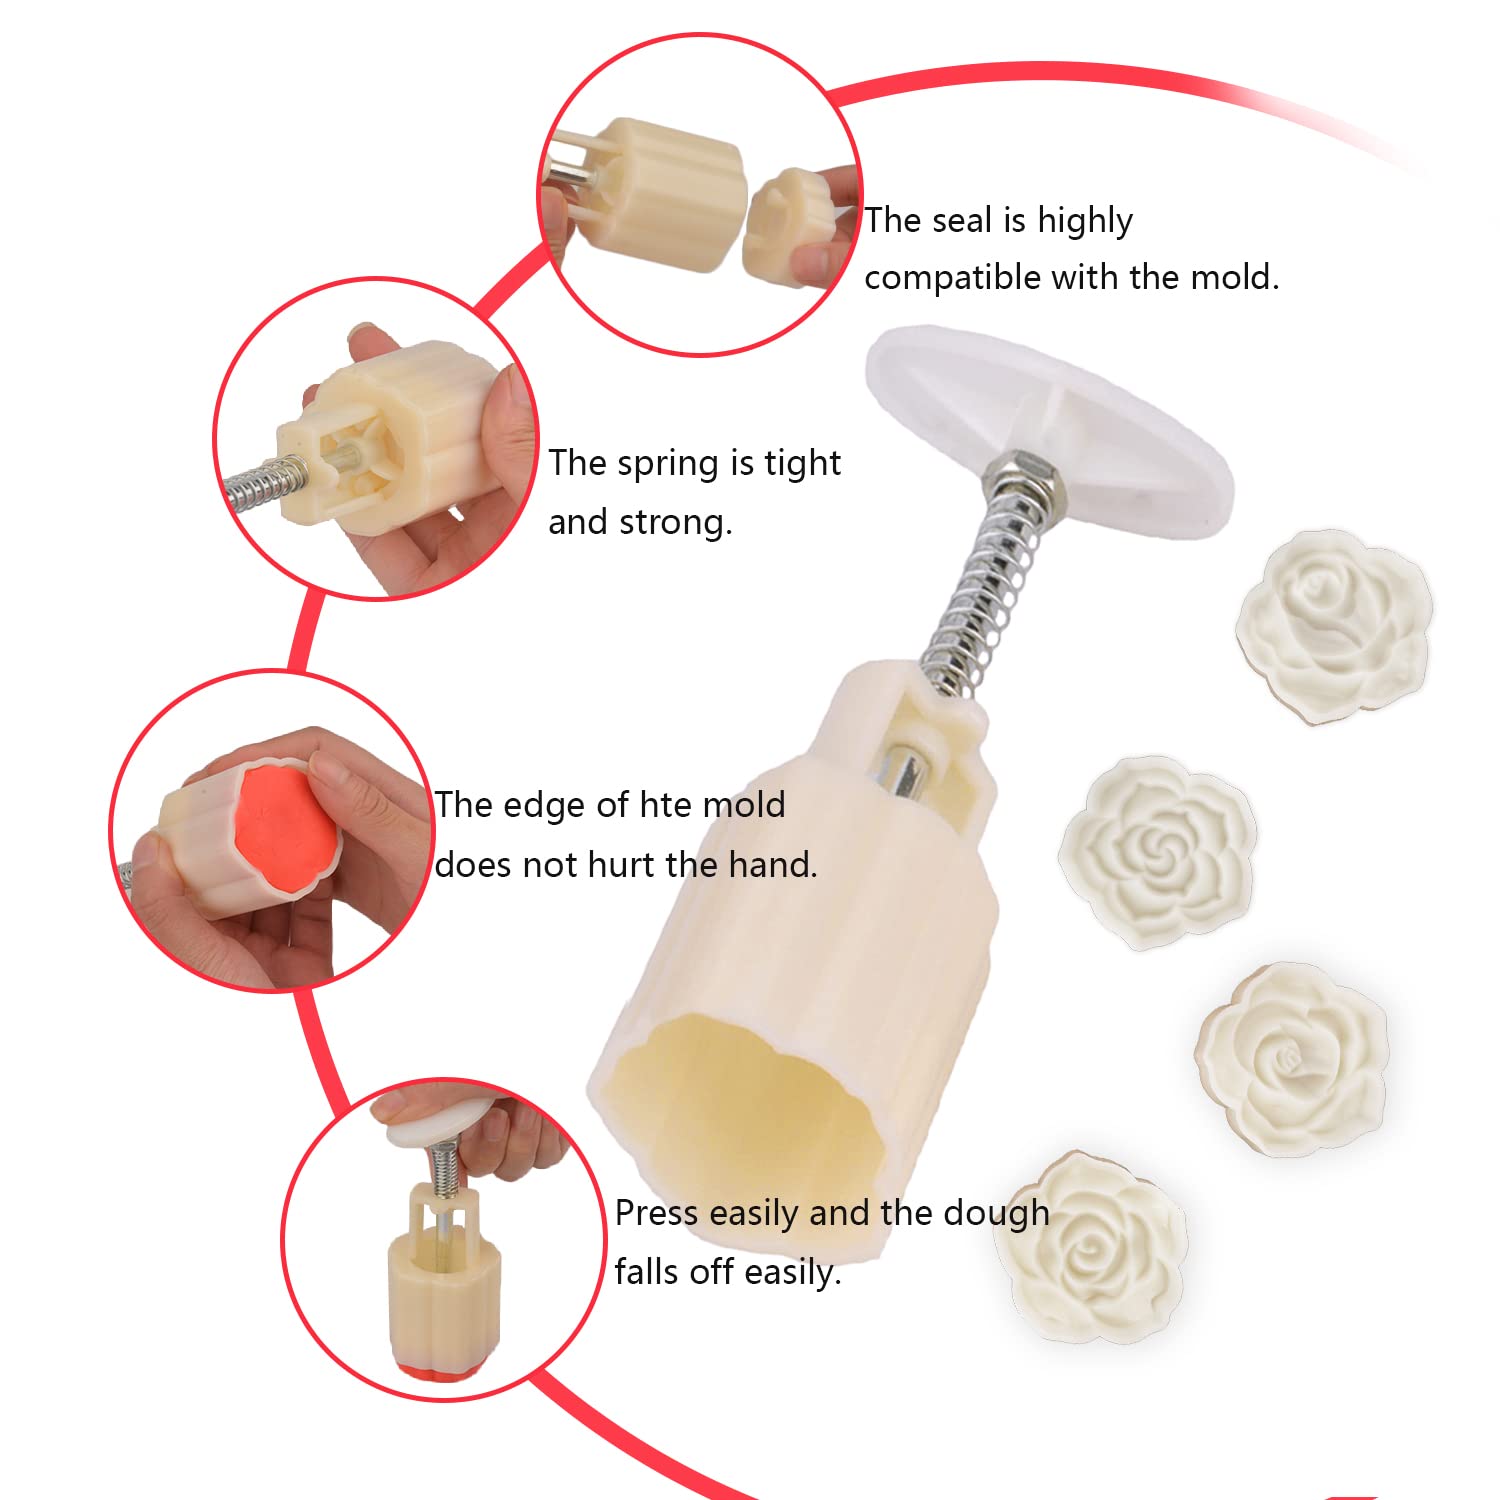 The seal is highly
compatible with the mold.
The spring is tight
and strong.
The edge of hte mold
does not hurt the hand.
Press easily and the dough
falls off easily.